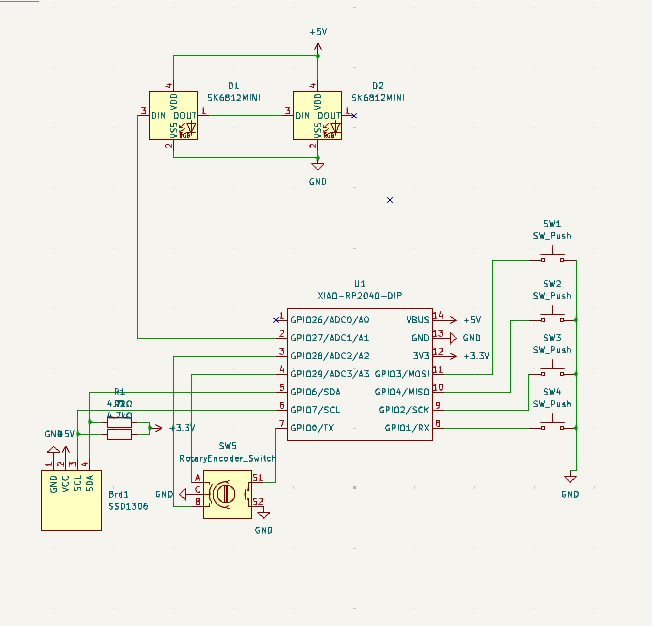 +5V
D1
SK6812MINI
D2
SK6812MINI
4
VDD
3
DIN
DOUT
1
VSS
2
4
VDD
3
DIN
DOUT
1
VSS
2
GND
SW1
SW_Push
SW2
SW_Push
SW3
SW_Push
SW4
SW_Push
GND
U1
XIAO-RP2040-DIP
1 GPIO26/ADC0/A0
2 GPIO27/ADC1/A1
3 GPIO28/ADC2/A2
4 GPIO29/ADC3/A3
5 GPIO6/SDA
6 GPIO7/SCL
7 GPIO0/TX
VBUS 14 +5V
GND 13 GND
3V3 12 +3.3V
GPIO3/MOSI 11
GPIO4/MISO 10
GPIO2/SCK 9
GPIO1/RX 8
R1
4.7kΩ
+3.3V
GND
+5V
1 2 3 4
GND VCC SCL SDA
Brd1
SSD1306
SW5
RotaryEncoder_Switch
A
GND C
B
S1
S2
GND